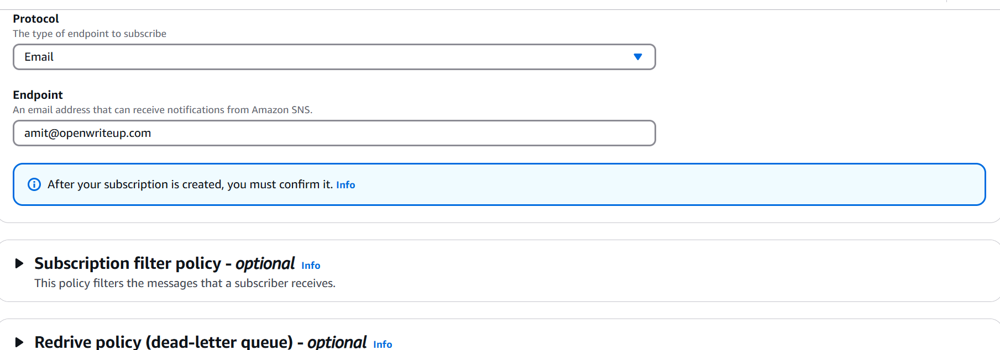 Protocol
The type of endpoint to subscribe
Email
Endpoint
An email address that can receive notifications from Amazon SNS.
amit@openwriteup.com
After your subscription is created, you must confirm it. Info
Subscription filter policy - optional Info
This policy filters the messages that a subscriber receives.
Redrive policy (dead-letter queue) - optional Info